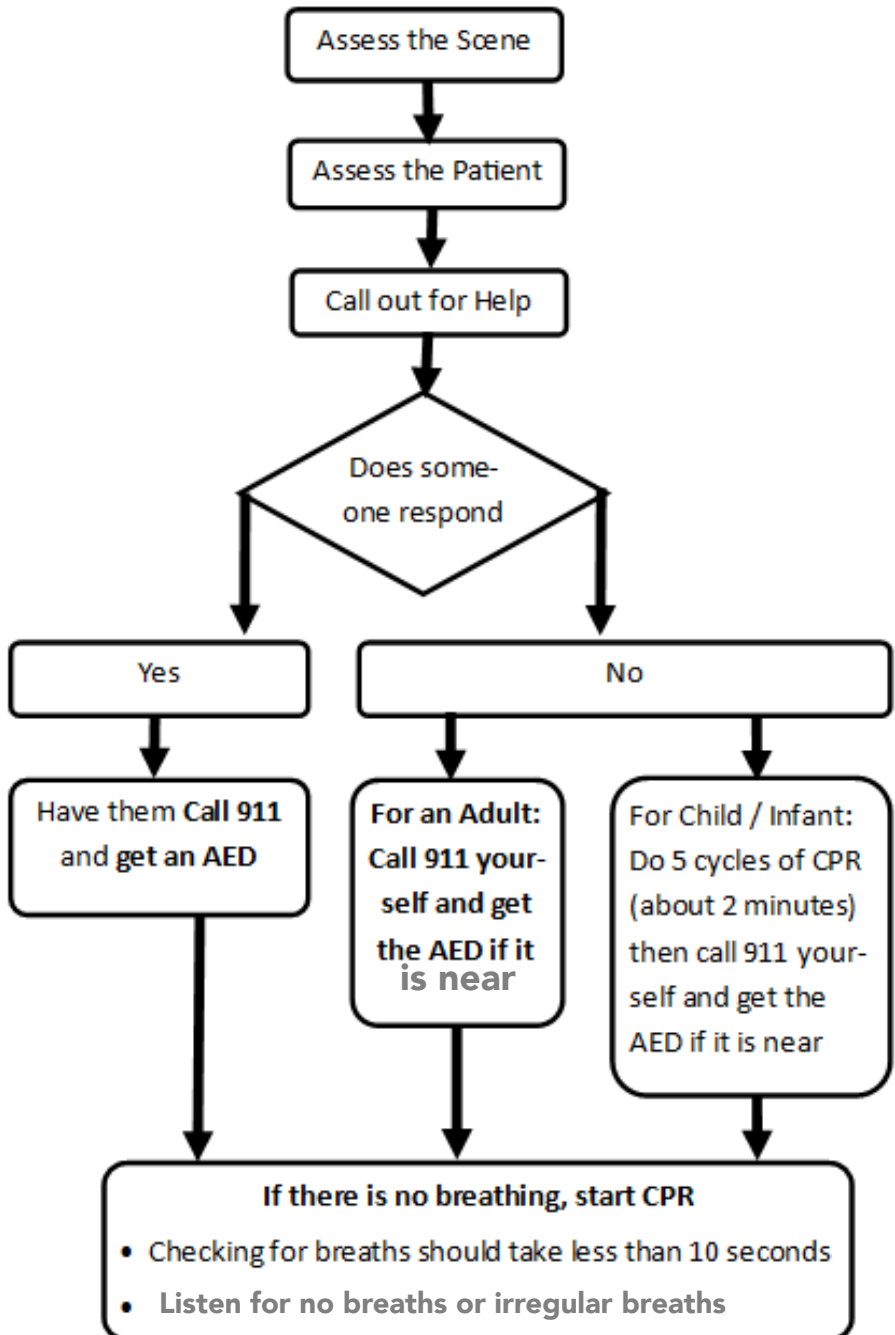 Assess the Scene
Assess the Patient
Call out for Help
Does some-
one respond
Yes
No
Have them Call 911
and get an AED
For an Adult:
Call 911 your-
self and get
the AED if it
is near
For Child / Infant:
Do 5 cycles of CPR
(about 2 minutes)
then call 911 your-
self and get the
AED if it is near
If there is no breathing, start CPR
• Checking for breaths should take less than 10 seconds
• Listen for no breaths or irregular breaths